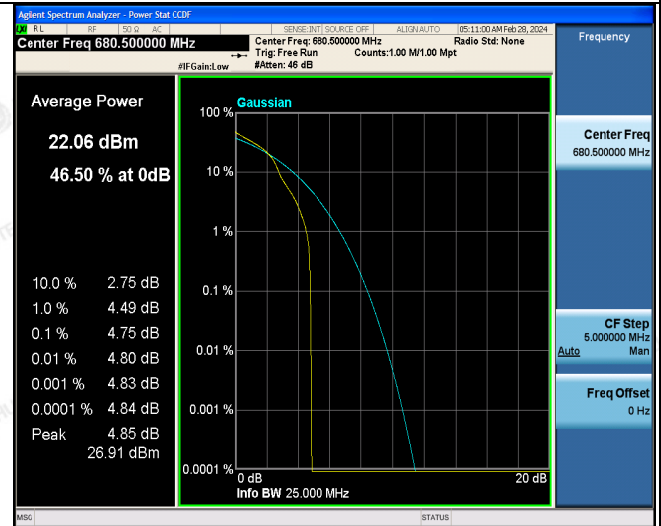 Agilent Spectrum Analyzer - Power Stat CCDF
LXI RL RF 50 Ω AC SENSE:INT SOURCE OFF ALIGN AUTO 05:11:00 AM Feb 28, 2024
Center Freq 680.500000 MHz
Center Freq: 680.500000 MHz Radio Std: None
Trig: Free Run Counts:1.00 M/1.00 Mpt
#IFGain:Low #Atten: 46 dB
Frequency
Average Power
22.06 dBm
46.50 % at 0dB
10.0 % 2.75 dB
1.0 % 4.49 dB
0.1 % 4.75 dB
0.01 % 4.80 dB
0.001 % 4.83 dB
0.0001 % 4.84 dB
Peak 4.85 dB
26.91 dBm
Gaussian
100 %
10 %
1 %
0.1 %
0.01 %
0.001 %
0.0001 %
0 dB 20 dB
Info BW 25.000 MHz
Center Freq
680.500000 MHz
CF Step
5.000000 MHz
Auto Man
Freq Offset
0 Hz
MSG STATUS